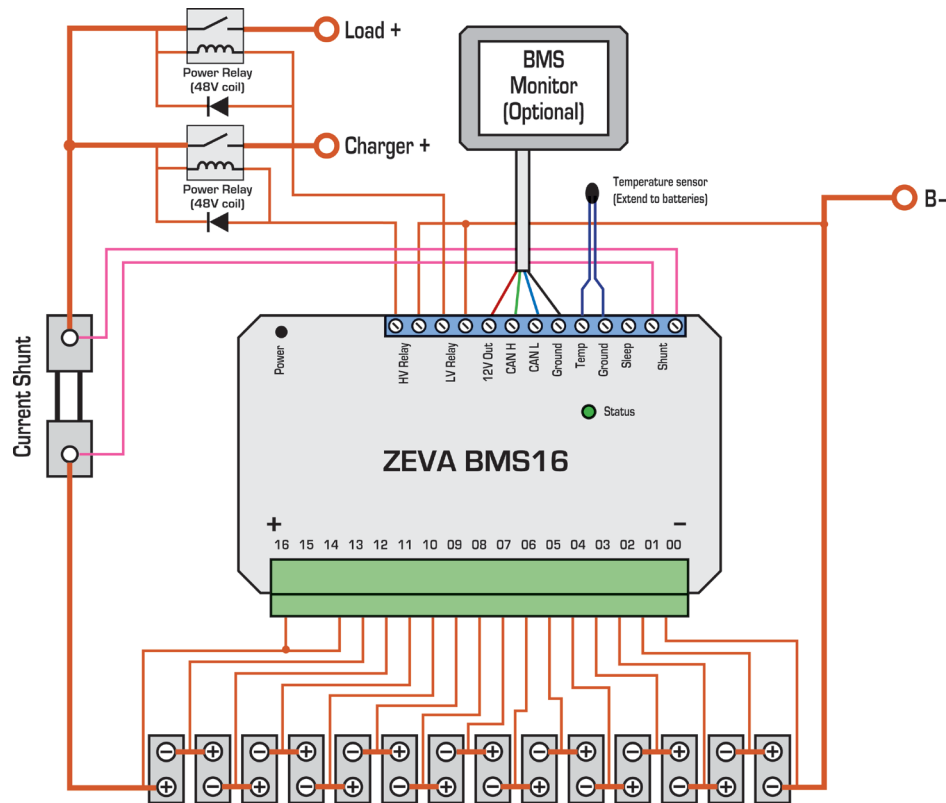 Load +
Power Relay
(48V coil)
Charger +
Power Relay
(48V coil)
BMS
Monitor
(Optional)
Temperature sensor
(Extend to batteries)
B-
Current Shunt
Power
HV Relay
LV Relay
12V Out
CAN H
CAN L
Ground
Temp
Ground
Sleep
Shunt
Status
ZEVA BMS16
+ −
16 15 14 13 12 11 10 09 08 07 06 05 04 03 02 01 00
− + − + − + − + − + − + − +
+ − + − + − + − + − + − + −